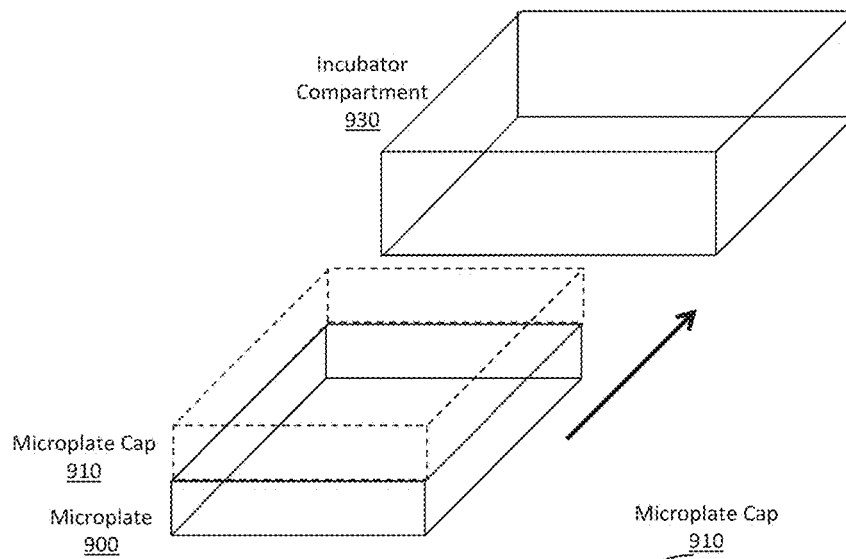 Incubator
Compartment
930
Microplate Cap
910
Microplate
900
Microplate Cap
910